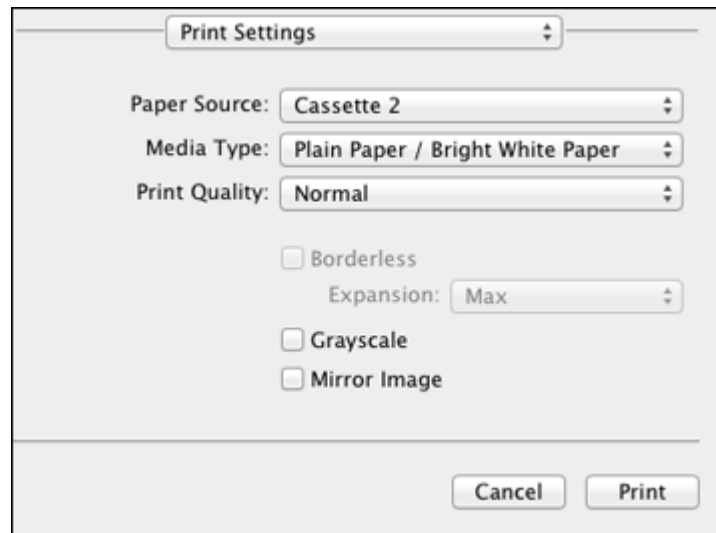 Print Settings
Paper Source: Cassette 2
Media Type: Plain Paper / Bright White Paper
Print Quality: Normal
Borderless
Expansion: Max
Grayscale
Mirror Image
Cancel Print